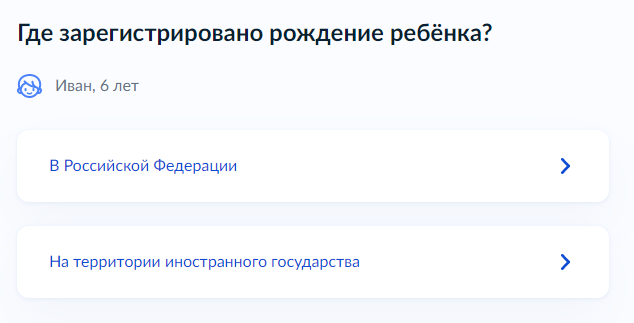 Где зарегистрировано рождение ребёнка?
Иван, 6 лет
В Российской Федерации
На территории иностранного государства